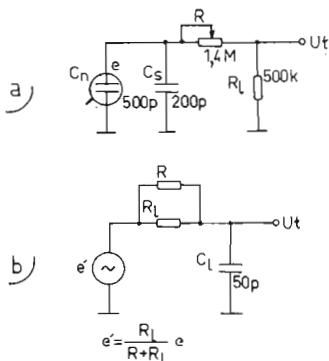 a)
R
e
1,4M
Ut
Cn
500p
Cs
200p
Rl
500k
b)
R
Rl
Ut
e'
~
Cl
50p
e' = Rl / R+Rl e